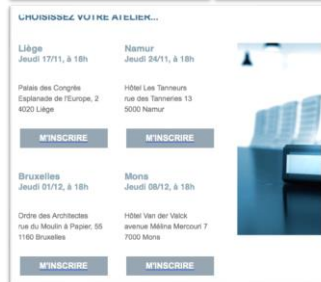 CHOISISSEZ VOTRE ATELIER...
Liège
Jeudi 17/11, à 18h
Palais des Congrès
Esplanade de l'Europe, 2
4020 Liège
M'INSCRIRE
Namur
Jeudi 24/11, à 18h
Hôtel Les Tanneurs
rue des Tanneries 13
5000 Namur
M'INSCRIRE
Bruxelles
Jeudi 01/12, à 18h
Ordre des Architectes
rue du Moulin à Papier, 55
1160 Bruxelles
M'INSCRIRE
Mons
Jeudi 08/12, à 18h
Hôtel Van der Valck
avenue Mélina Mercouri 7
7000 Mons
M'INSCRIRE